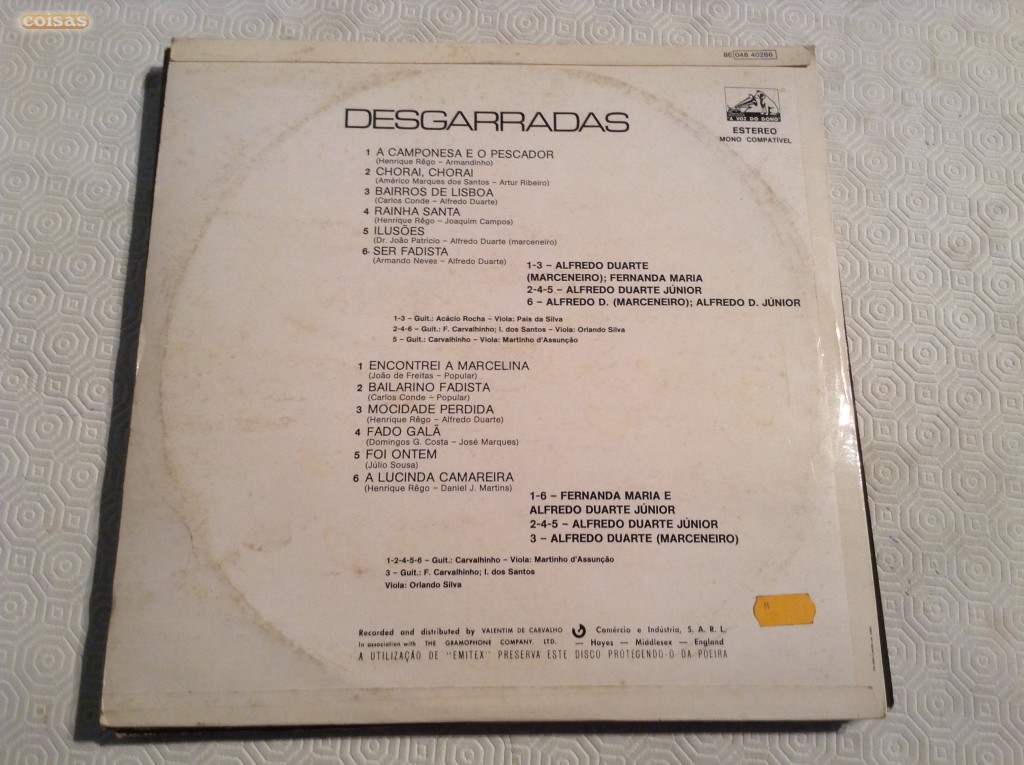 coisas
8E 046 40286
"A VOZ DO DONO"
ESTEREO
MONO COMPATÍVEL
DESGARRADAS
1 A CAMPONESA E O PESCADOR
(Henrique Rêgo – Armandinho)
2 CHORAI, CHORAI
(Américo Marques dos Santos – Artur Ribeiro)
3 BAIRROS DE LISBOA
(Carlos Conde – Alfredo Duarte)
4 RAINHA SANTA
(Henrique Rêgo – Joaquim Campos)
5 ILUSÕES
(Dr. João Patrício – Alfredo Duarte (marceneiro)
6 SER FADISTA
(Armando Neves – Alfredo Duarte)
1-3 – ALFREDO DUARTE
(MARCENEIRO); FERNANDA MARIA
2-4-5 – ALFREDO DUARTE JÚNIOR
6 – ALFREDO D. (MARCENEIRO); ALFREDO D. JÚNIOR
1-3 – Guit.: Acácio Rocha – Viola: Pais da Silva
2-4-6 – Guit.: F. Carvalhinho; I. dos Santos – Viola: Orlando Silva
5 – Guit.: Carvalhinho – Viola: Martinho d'Assunção
1 ENCONTREI A MARCELINA
(João de Freitas – Popular)
2 BAILARINO FADISTA
(Carlos Conde – Popular)
3 MOCIDADE PERDIDA
(Henrique Rêgo – Alfredo Duarte)
4 FADO GALÃ
(Domingos G. Costa – José Marques)
5 FOI ONTEM
(Júlio Sousa)
6 A LUCINDA CAMAREIRA
(Henrique Rêgo – Daniel J. Martins)
1-6 – FERNANDA MARIA E
ALFREDO DUARTE JÚNIOR
2-4-5 – ALFREDO DUARTE JÚNIOR
3 – ALFREDO DUARTE (MARCENEIRO)
1-2-4-5-6 – Guit.: Carvalhinho – Viola: Martinho d'Assunção
3 – Guit.: F. Carvalhinho; I. dos Santos
Viola: Orlando Silva
Recorded and distributed by VALENTIM DE CARVALHO Comércio e Indústria, S. A. R. L.
In association with THE GRAMOPHONE COMPANY, LTD. — Hayes — Middlesex — England
A UTILIZAÇÃO DE "EMITEX" PRESERVA ESTE DISCO PROTEGENDO-O DA POEIRA